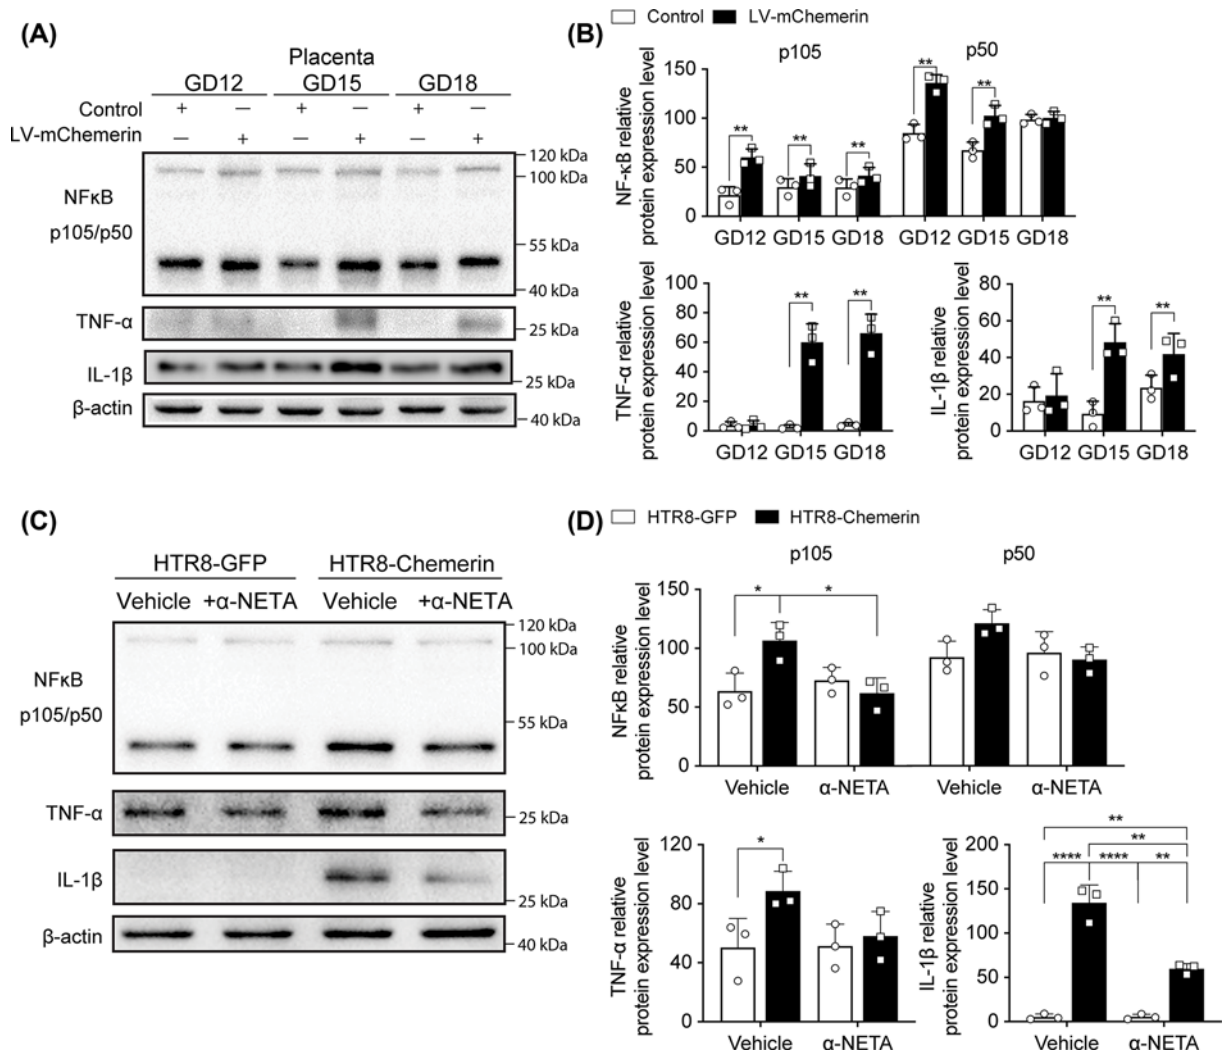 (A)
Placenta
GD12 GD15 GD18
Control + — + — + —
LV-mChemerin — + — + — +
NFκB
p105/p50
120 kDa
100 kDa
55 kDa
40 kDa
TNF-α
25 kDa
IL-1β
25 kDa
β-actin
40 kDa
(B)
Control LV-mChemerin
p105 p50
NF-κB relative
protein expression level
150
100
50
0
** ** ** ** **
GD12 GD15 GD18 GD12 GD15 GD18
TNF-α relative
protein expression level
100
80
60
40
20
0
** **
GD12 GD15 GD18
IL-1β relative
protein expression level
80
60
40
20
0
** **
GD12 GD15 GD18
(C)
HTR8-GFP HTR8-Chemerin
Vehicle +α-NETA Vehicle +α-NETA
NFκB
p105/p50
120 kDa
100 kDa
55 kDa
TNF-α
25 kDa
IL-1β
25 kDa
β-actin
40 kDa
(D)
HTR8-GFP HTR8-Chemerin
p105 p50
NFκB relative
protein expression level
150
100
50
0
* *
Vehicle α-NETA Vehicle α-NETA
TNF-α relative
protein expression level
120
80
40
0
*
Vehicle α-NETA
IL-1β relative
protein expression level
200
150
100
50
0
**
**
**** **** **
Vehicle α-NETA